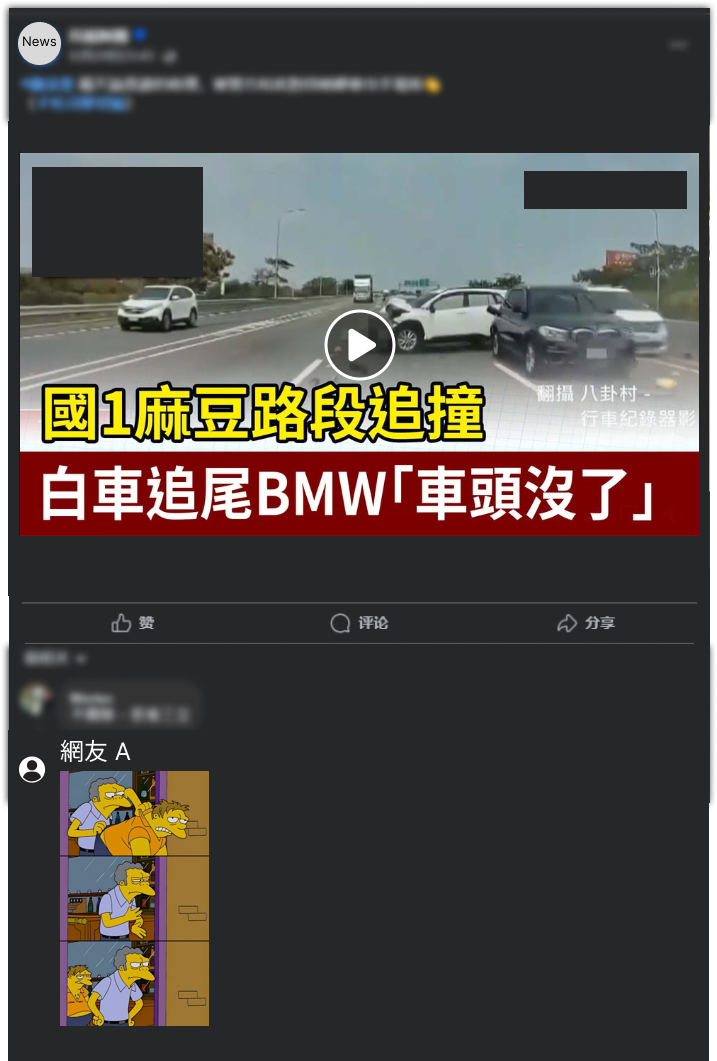 News
翻攝 八卦村 -
行車紀錄器影
國1麻豆路段追撞
白車追尾BMW「車頭沒了」
赞
评论
分享
網友 A